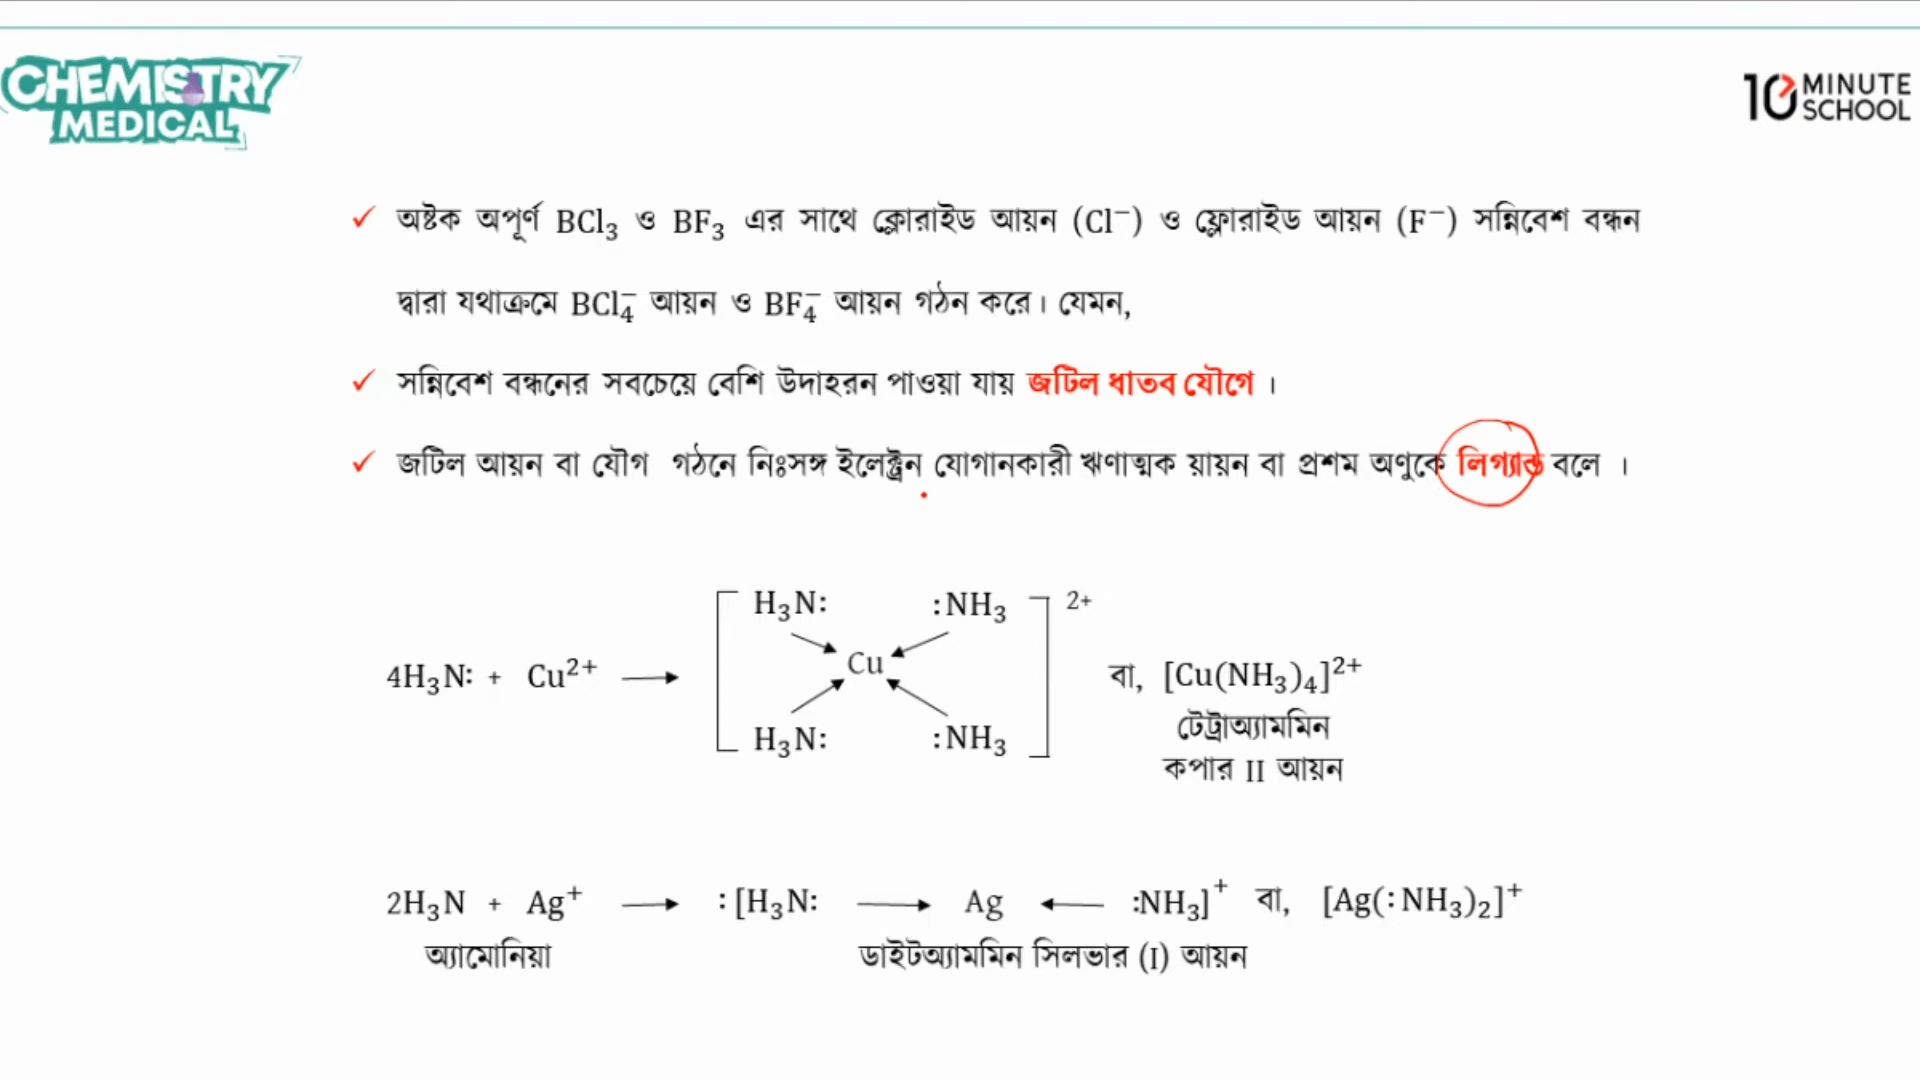 CHEMISTRY
MEDICAL
10 MINUTE
SCHOOL
✓ অষ্টক অপূর্ণ BCl₃ ও BF₃ এর সাথে ক্লোরাইড আয়ন (Cl⁻) ও ফ্লোরাইড আয়ন (F⁻) সন্নিবেশ বন্ধন
দ্বারা যথাক্রমে BCl₄⁻ আয়ন ও BF₄⁻ আয়ন গঠন করে। যেমন,
✓ সন্নিবেশ বন্ধনের সবচেয়ে বেশি উদাহরন পাওয়া যায় জটিল ধাতব যৌগে ।
✓ জটিল আয়ন বা যৌগ গঠনে নিঃসঙ্গ ইলেক্ট্রন যোগানকারী ঋণাত্মক য়ায়ন বা প্রশম অণুকে লিগ্যান্ড বলে ।
H₃N: :NH₃ 2+
4H₃N: + Cu²⁺ ⟶ Cu বা, [Cu(NH₃)₄]²⁺
H₃N: :NH₃
টেট্রাঅ্যামমিন
কপার II আয়ন
2H₃N + Ag⁺ ⟶ :[H₃N: ⟶ Ag ⟵ :NH₃]⁺ বা, [Ag(:NH₃)₂]⁺
অ্যামোনিয়া ডাইটঅ্যামমিন সিলভার (I) আয়ন